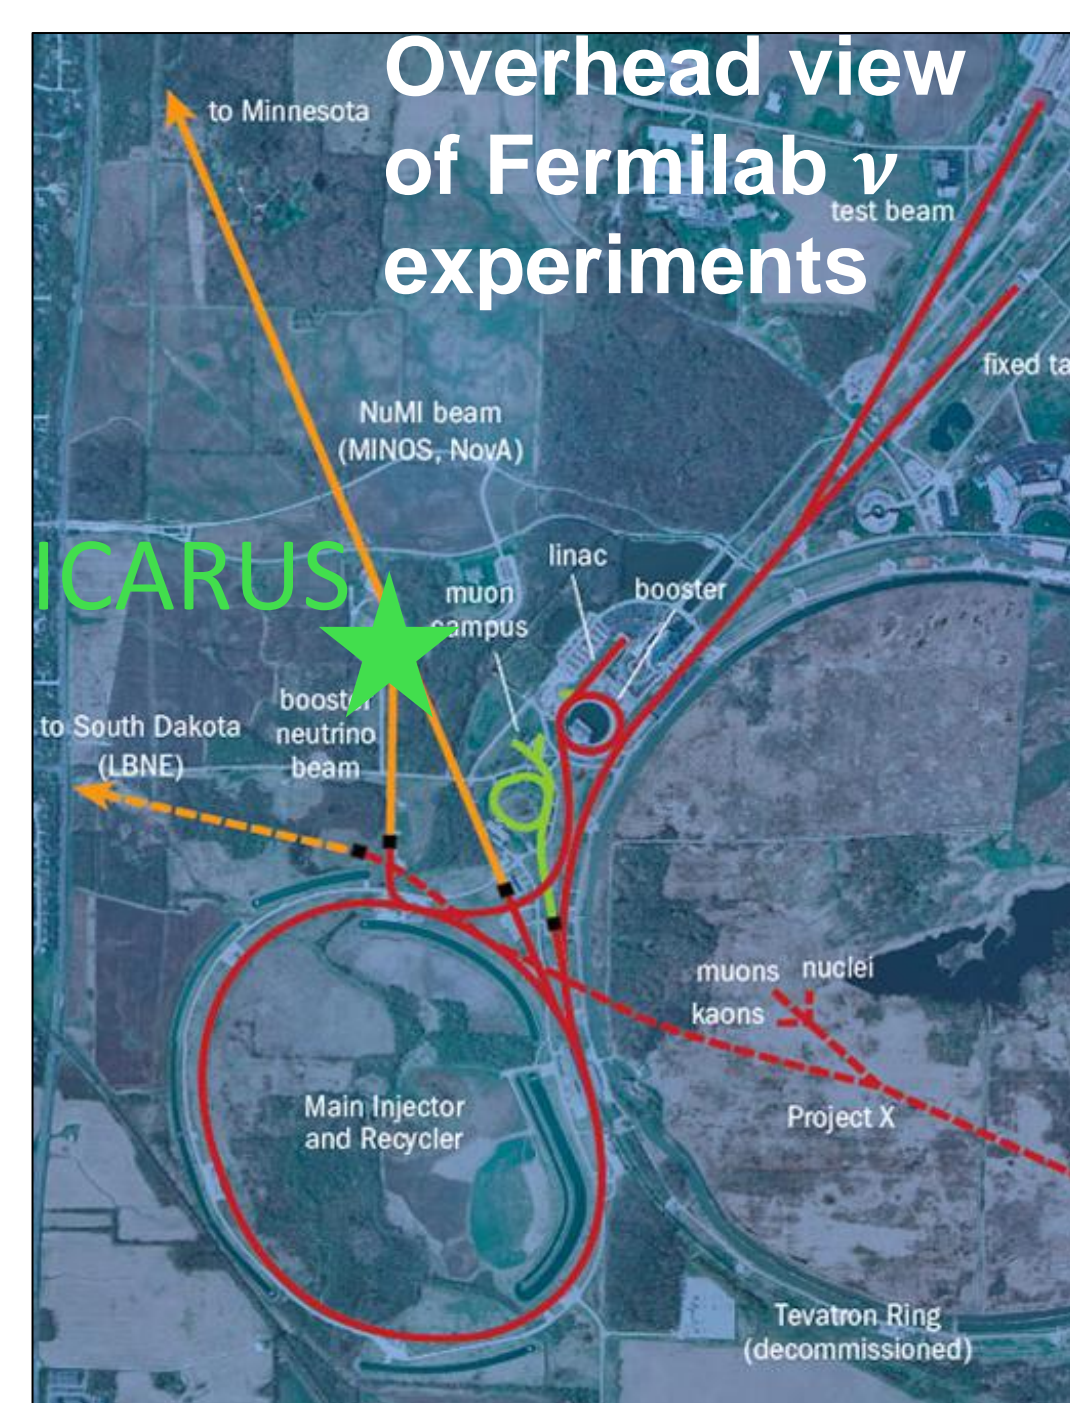 Overhead view
of Fermilab ν
experiments
to Minnesota
test beam
fixed ta
NuMI beam
(MINOS, NovA)
ICARUS
linac
booster
muon
campus
booster
neutrino
beam
to South Dakota
(LBNE)
muons
nuclei
kaons
Project X
Main Injector
and Recycler
Tevatron Ring
(decommissioned)